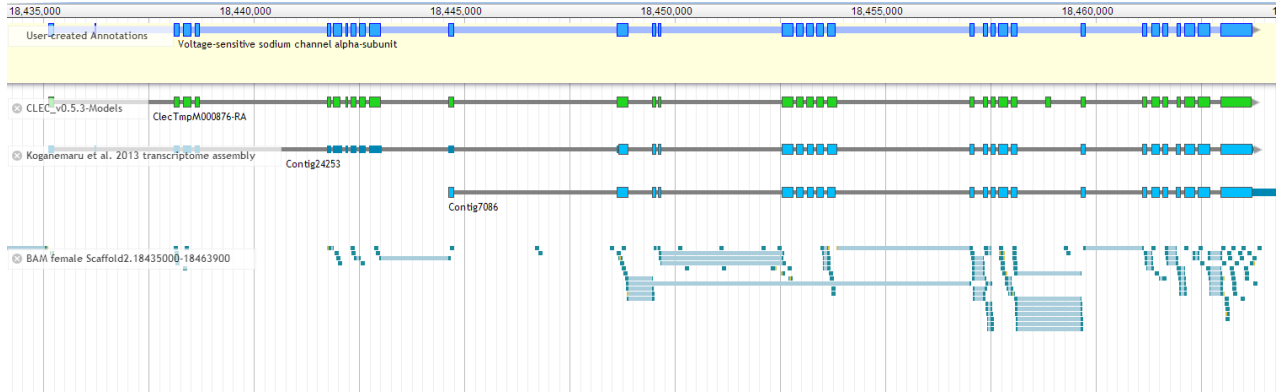 18,435,000 18,440,000 18,445,000 18,450,000 18,455,000 18,460,000
User-created Annotations
Voltage-sensitive sodium channel alpha-subunit
CLEC_v0.5.3-Models
ClecTmpM000876-RA
Koganemaru et al. 2013 transcriptome assembly
Contig24253
Contig7086
BAM female Scaffold2.18435000-18463900